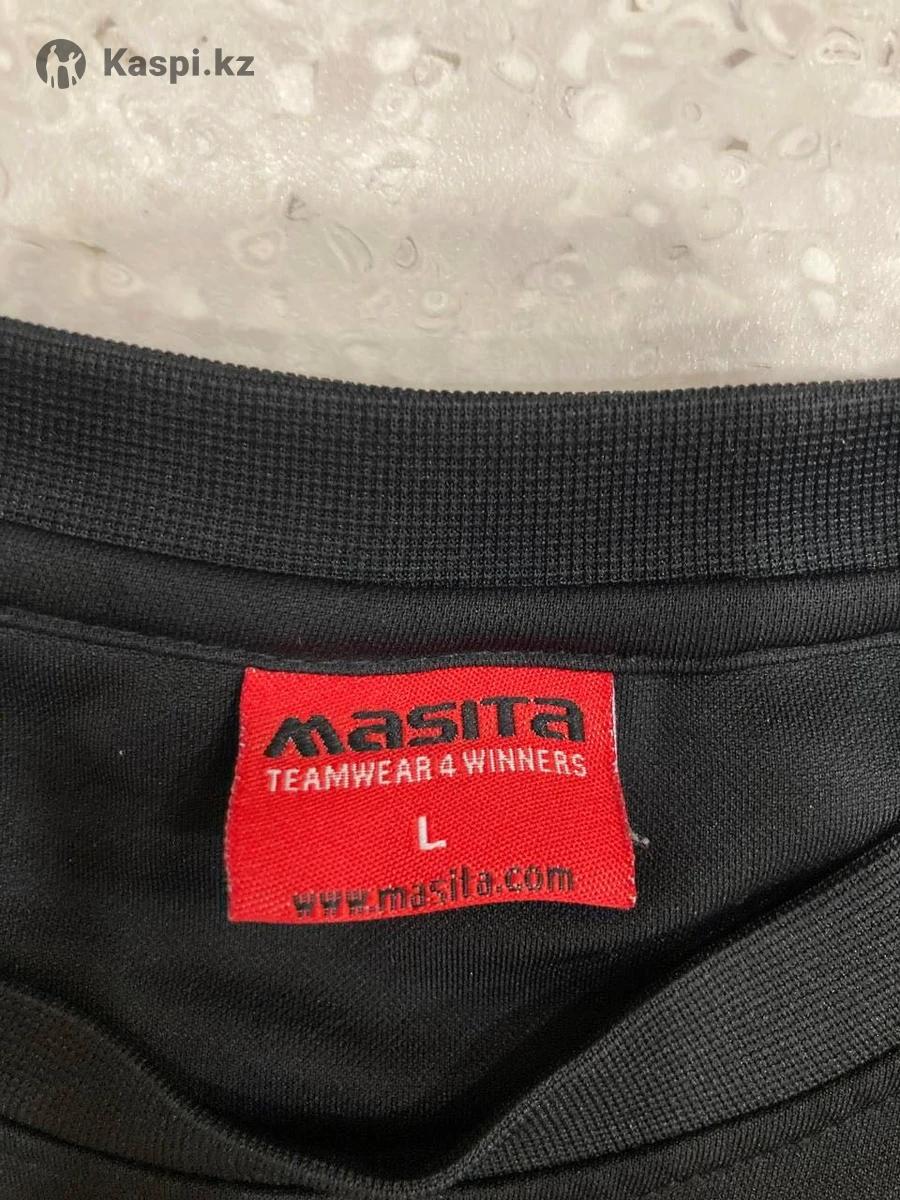 Kaspi.kz
masita
TEAMWEAR 4 WINNERS
L
www.masita.com